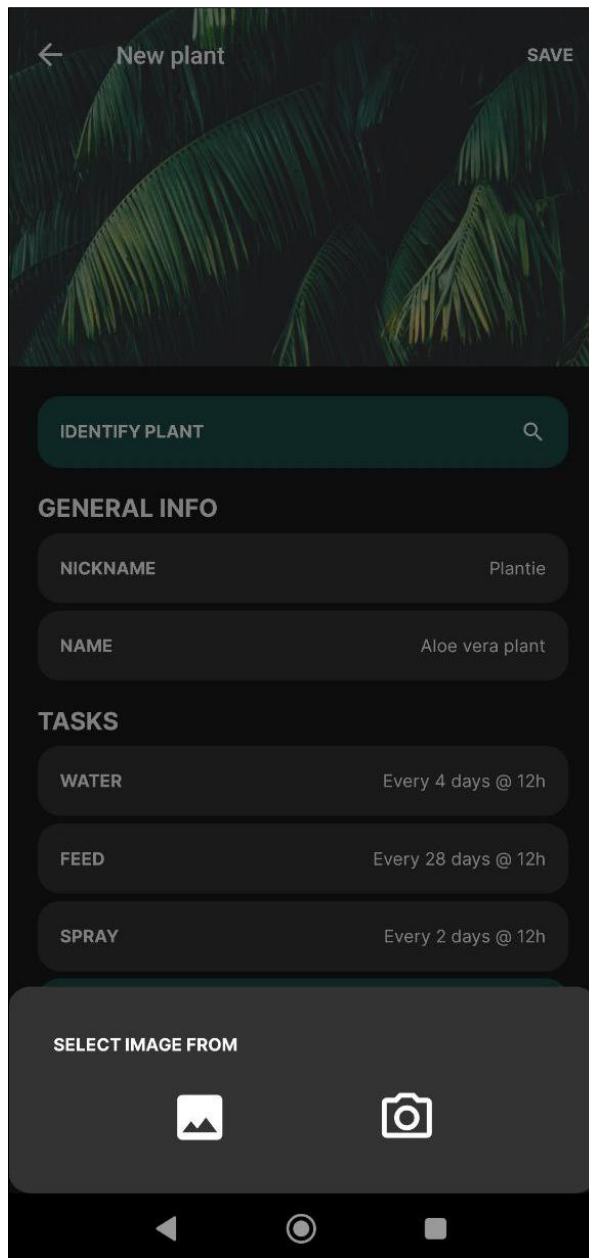 New plant SAVE
IDENTIFY PLANT
GENERAL INFO
NICKNAME Plantie
NAME Aloe vera plant
TASKS
WATER Every 4 days @ 12h
FEED Every 28 days @ 12h
SPRAY Every 2 days @ 12h
SELECT IMAGE FROM